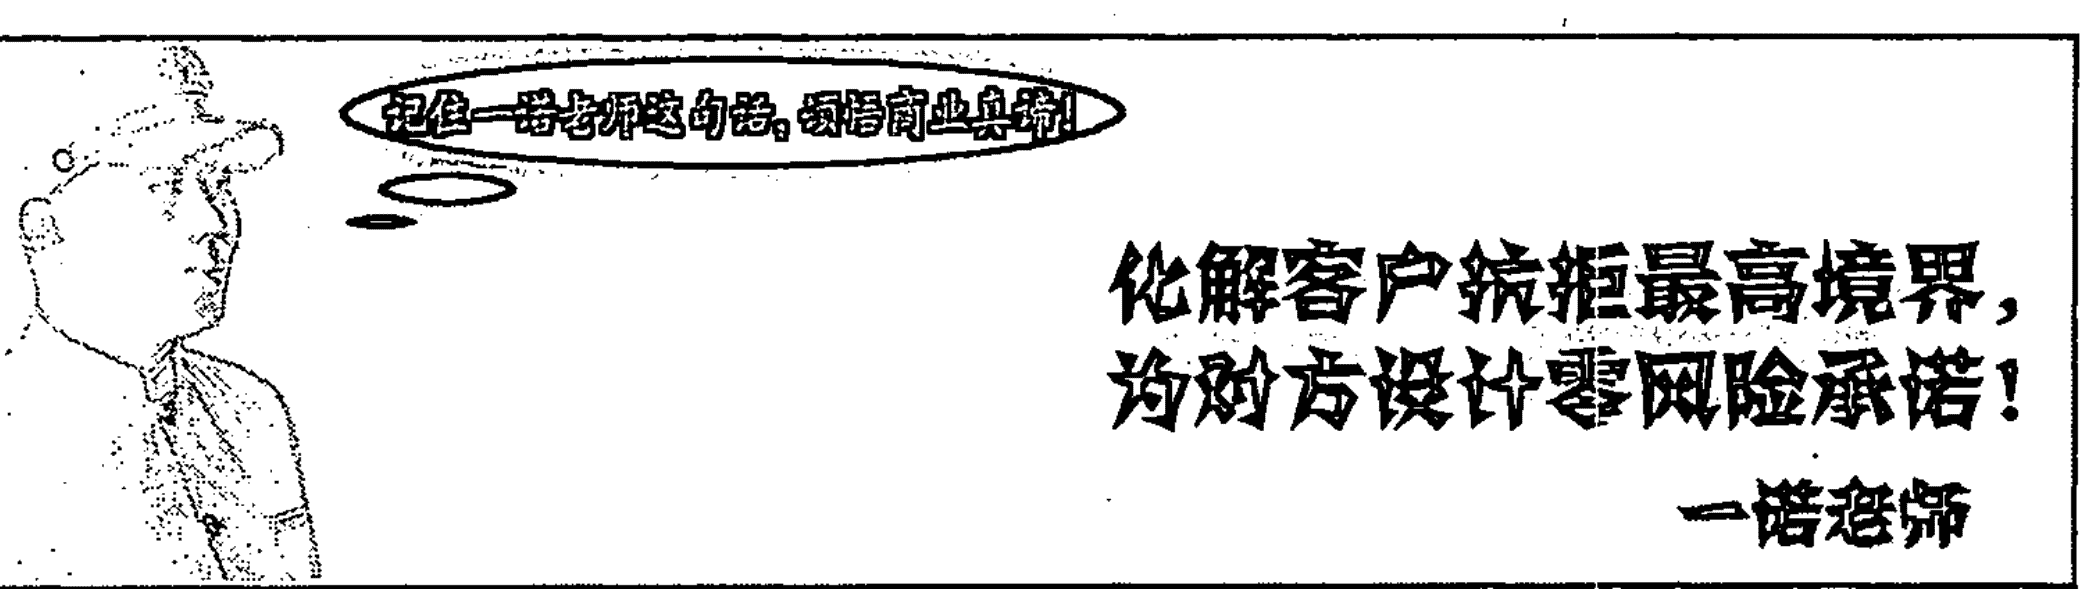 记住一诺老师这句话，领悟商业真谛！
化解客户抗拒最高境界，
为对方设计零风险承诺！
一诺老师